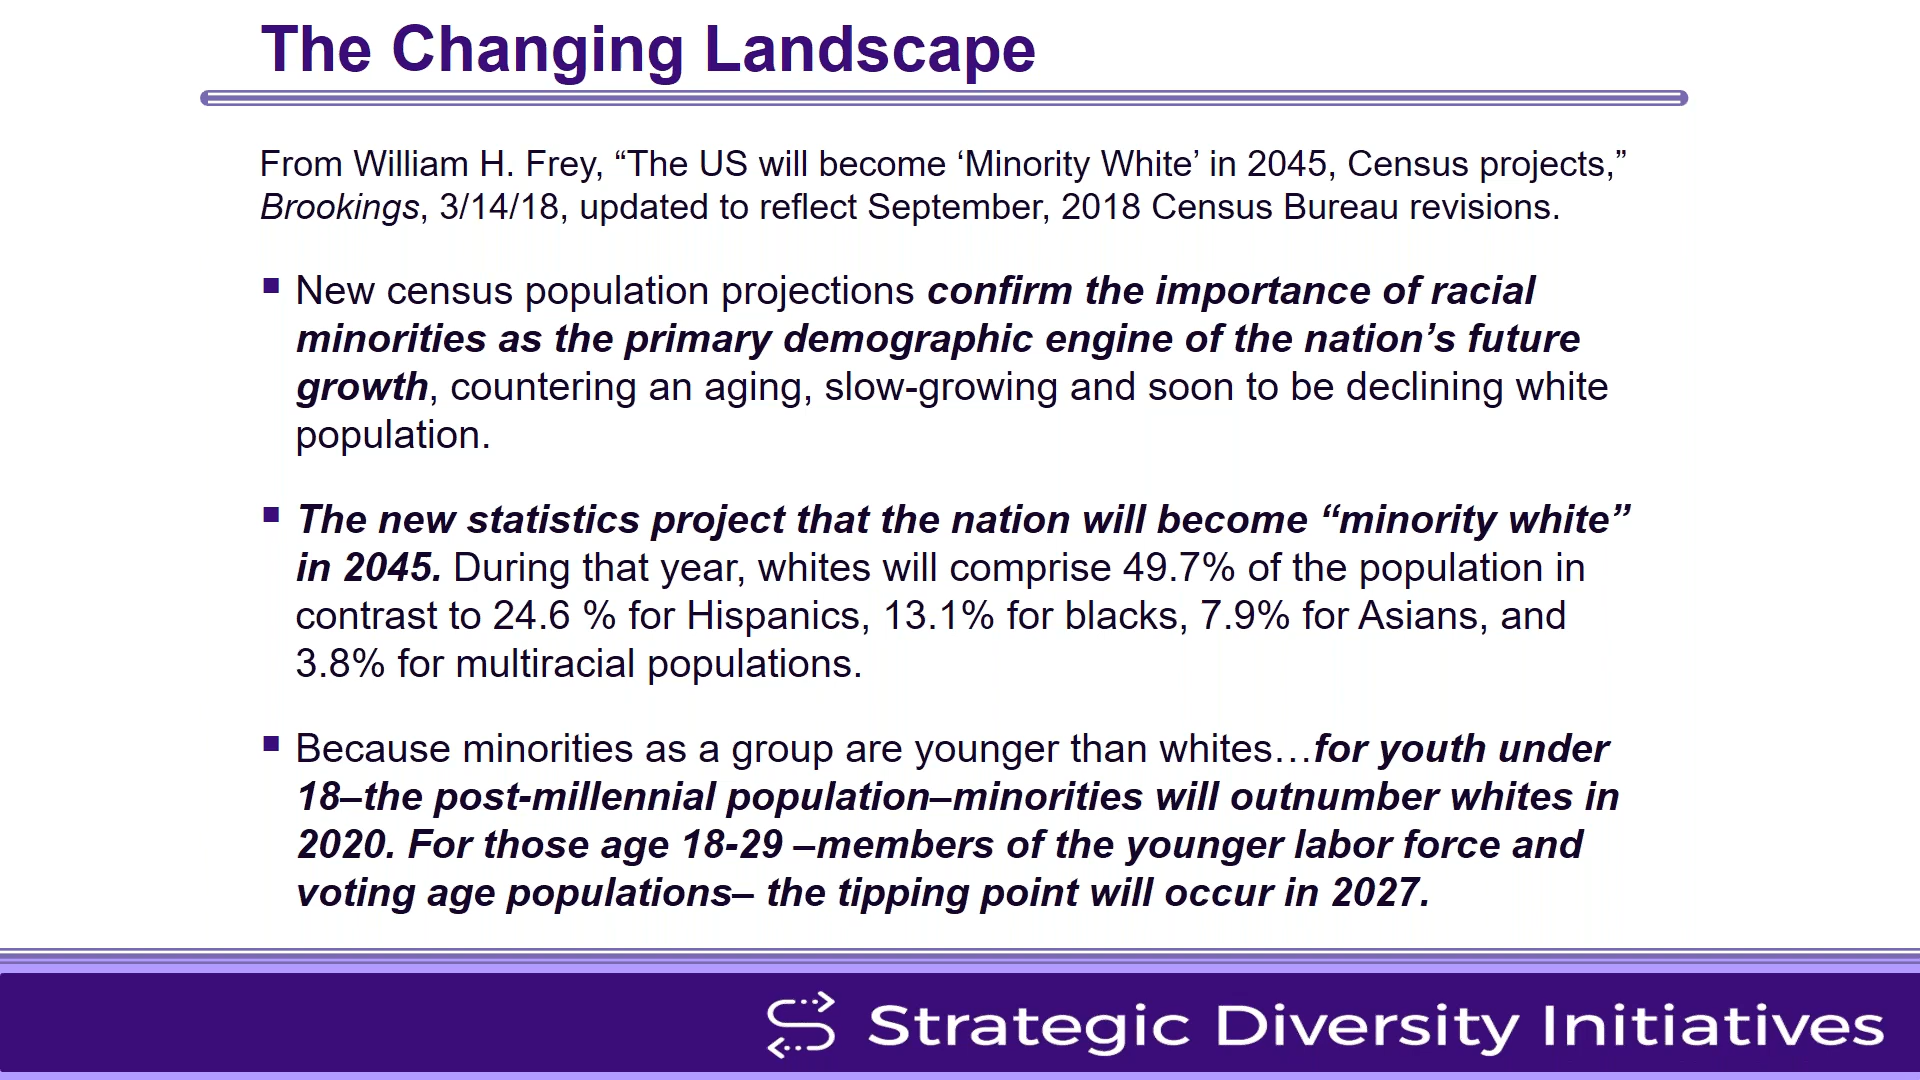 The Changing Landscape
From William H. Frey, “The US will become ‘Minority White’ in 2045, Census projects,”
Brookings, 3/14/18, updated to reflect September, 2018 Census Bureau revisions.
New census population projections confirm the importance of racial
minorities as the primary demographic engine of the nation’s future
growth, countering an aging, slow-growing and soon to be declining white
population.
The new statistics project that the nation will become “minority white”
in 2045. During that year, whites will comprise 49.7% of the population in
contrast to 24.6 % for Hispanics, 13.1% for blacks, 7.9% for Asians, and
3.8% for multiracial populations.
Because minorities as a group are younger than whites…for youth under
18–the post-millennial population–minorities will outnumber whites in
2020. For those age 18-29 –members of the younger labor force and
voting age populations– the tipping point will occur in 2027.
Strategic Diversity Initiatives